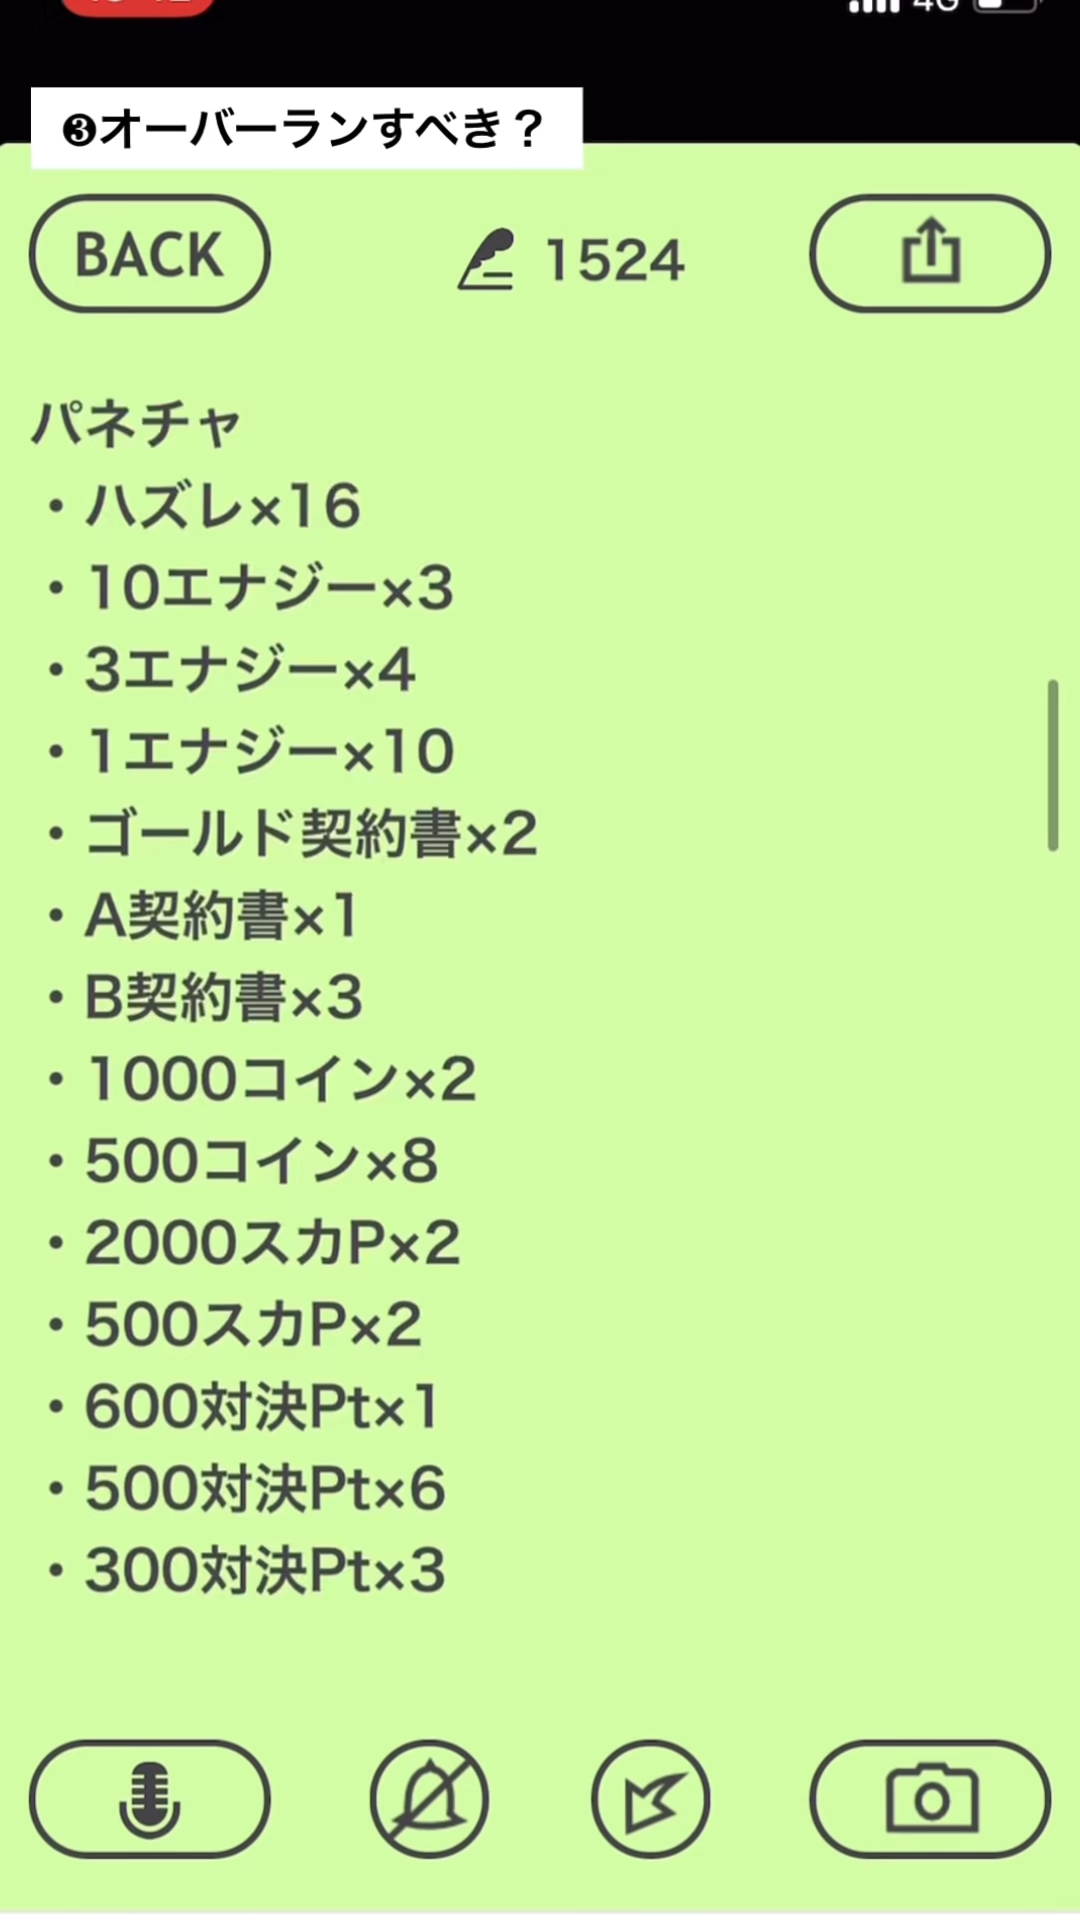 4G
❸オーバーランすべき？
BACK
1524
パネチャ
・ハズレ×16
・10エナジー×3
・3エナジー×4
・1エナジー×10
・ゴールド契約書×2
・A契約書×1
・B契約書×3
・1000コイン×2
・500コイン×8
・2000スカP×2
・500スカP×2
・600対決Pt×1
・500対決Pt×6
・300対決Pt×3